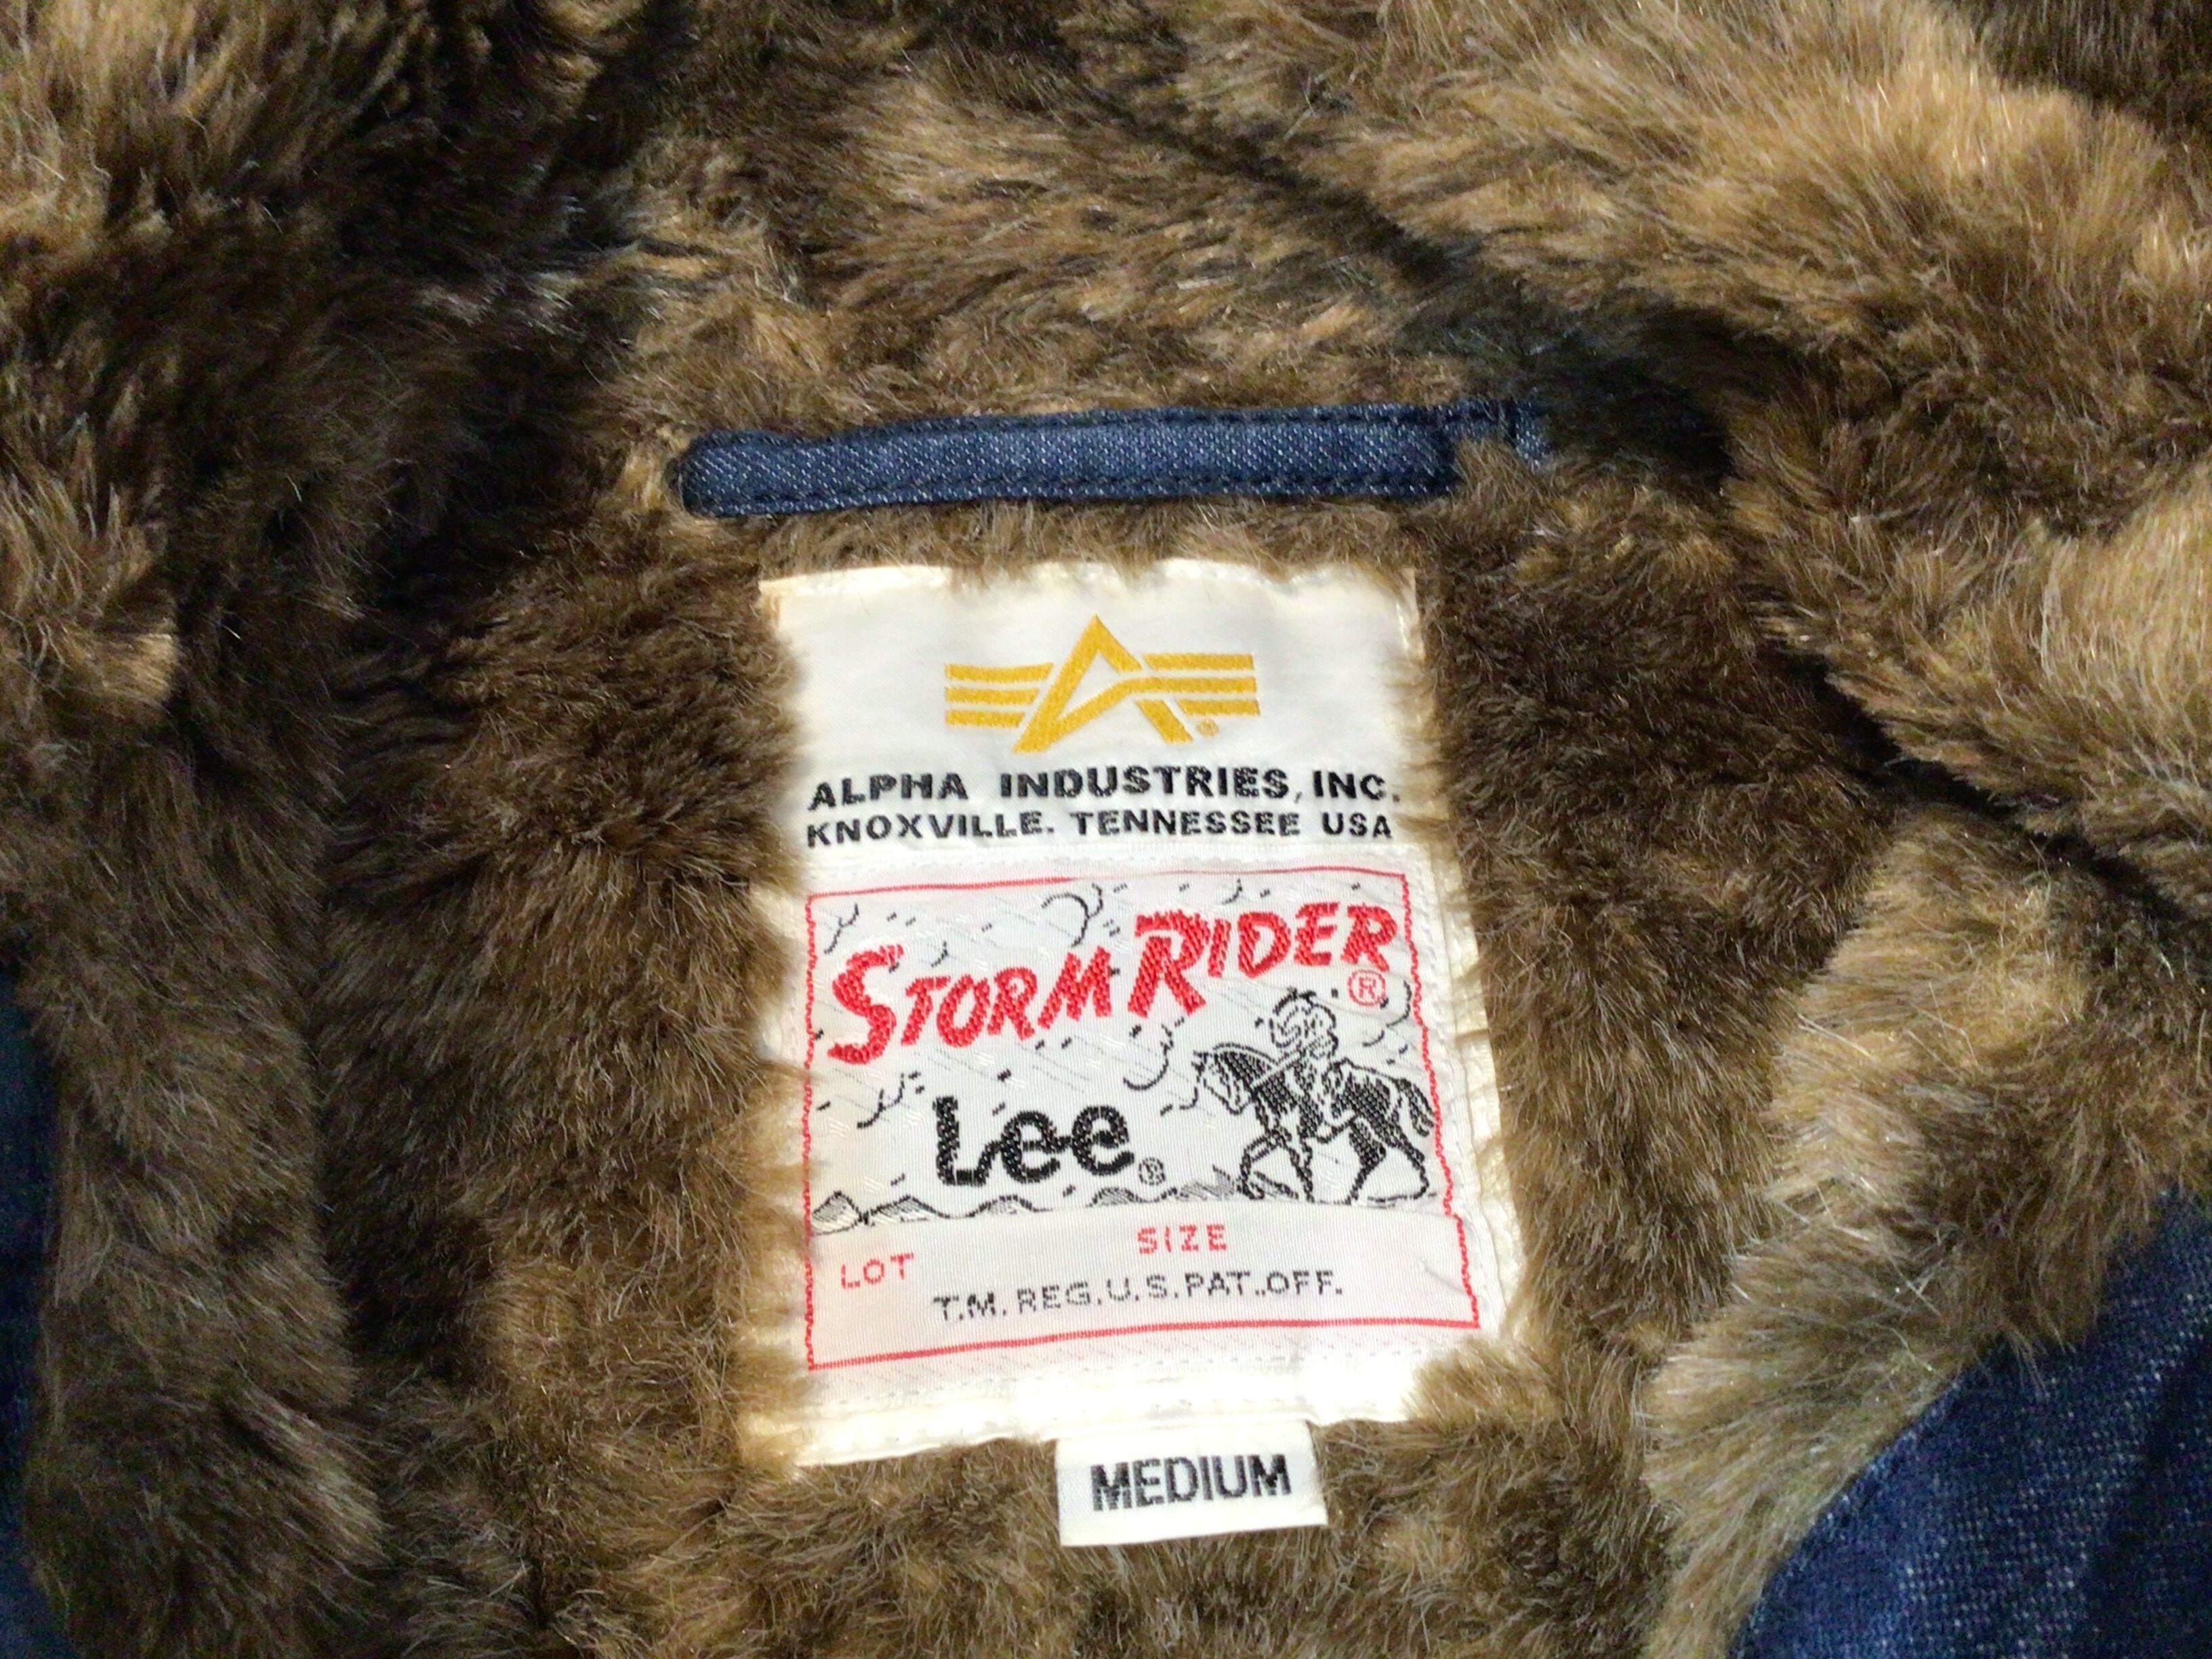 ALPHA INDUSTRIES, INC.
KNOXVILLE. TENNESSEE USA
STORM RIDER ®
Lee ®
LOT SIZE
T.M. REG. U.S. PAT..OFF.
MEDIUM